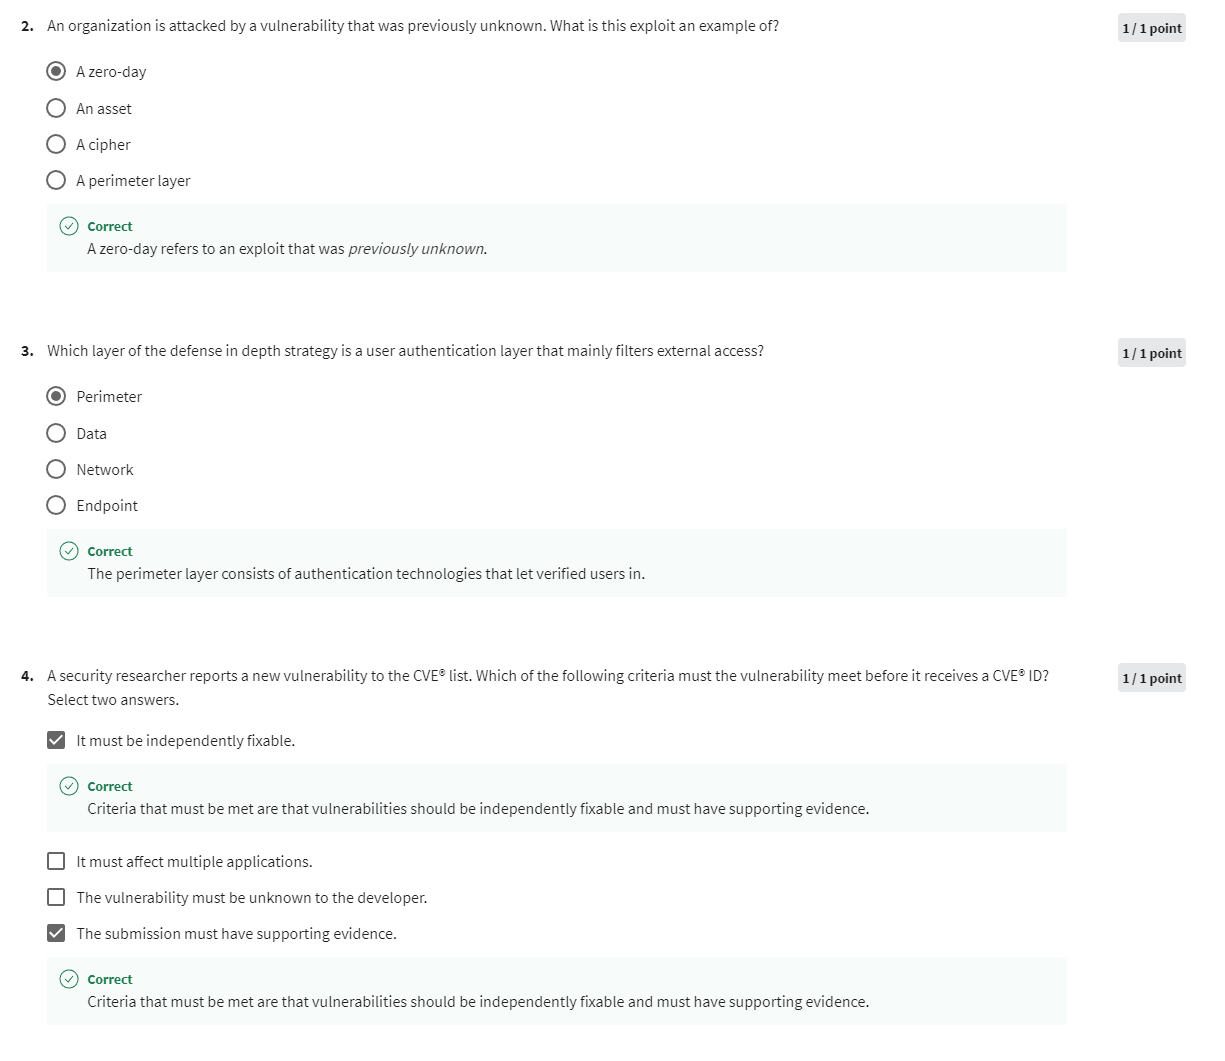 2. An organization is attacked by a vulnerability that was previously unknown. What is this exploit an example of?
1 / 1 point
A zero-day
An asset
A cipher
A perimeter layer
Correct
A zero-day refers to an exploit that was previously unknown.
3. Which layer of the defense in depth strategy is a user authentication layer that mainly filters external access?
1 / 1 point
Perimeter
Data
Network
Endpoint
Correct
The perimeter layer consists of authentication technologies that let verified users in.
4. A security researcher reports a new vulnerability to the CVE® list. Which of the following criteria must the vulnerability meet before it receives a CVE® ID?
Select two answers.
1 / 1 point
It must be independently fixable.
Correct
Criteria that must be met are that vulnerabilities should be independently fixable and must have supporting evidence.
It must affect multiple applications.
The vulnerability must be unknown to the developer.
The submission must have supporting evidence.
Correct
Criteria that must be met are that vulnerabilities should be independently fixable and must have supporting evidence.